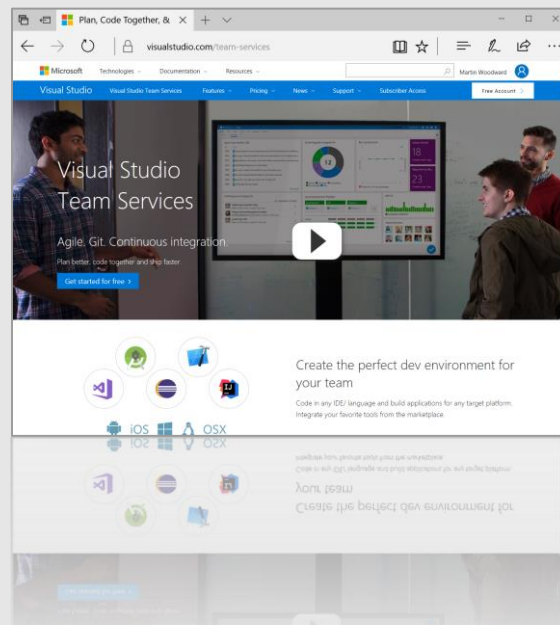 Plan, Code Together, &
visualstudio.com/team-services
Microsoft Technologies Documentation Resources Martin Woodward
Visual Studio Visual Studio Team Services Features Pricing News Support Subscriber Access Free Account
Visual Studio
Team Services
Agile. Git. Continuous integration.
Plan better, code together and ship faster
Get started for free
12
18
23
Create the perfect dev environment for
your team
Code in any IDE/ language and build applications for any target platform.
Integrate your favorite tools from the marketplace.
iOS OSX